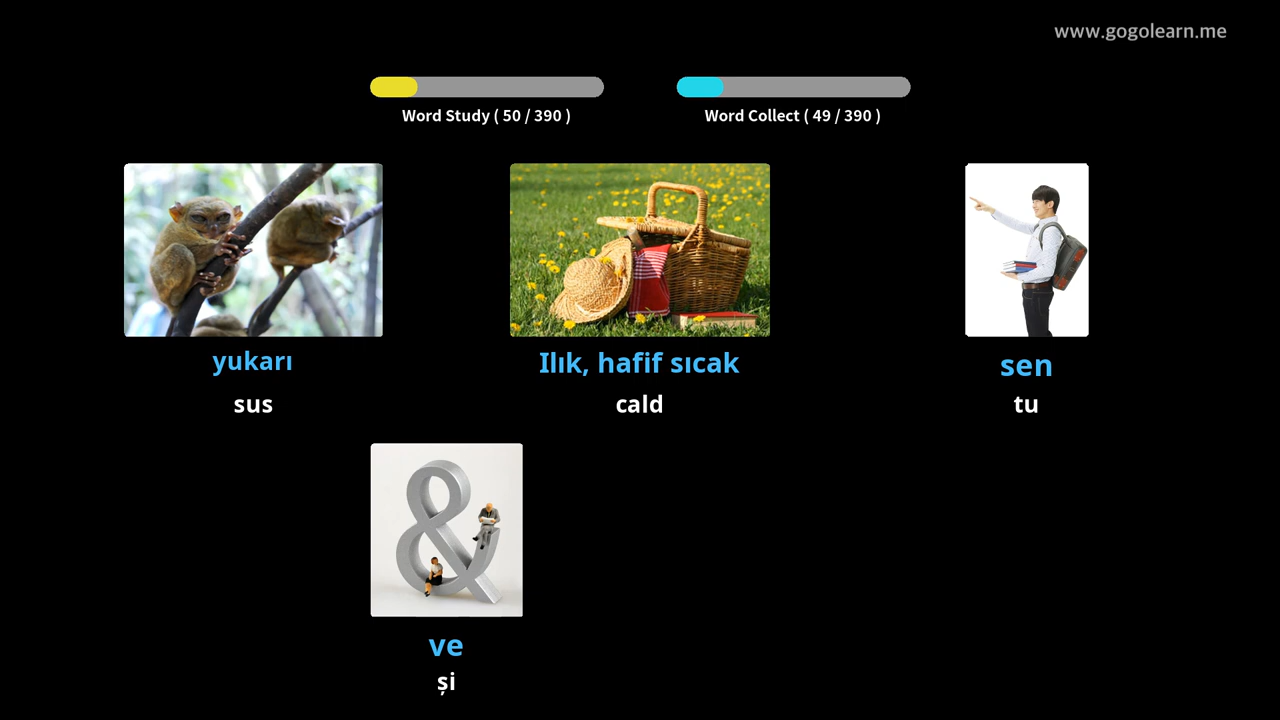 www.gogolearn.me
Word Study ( 50 / 390 )
Word Collect ( 49 / 390 )
yukarı
sus
Ilık, hafif sıcak
cald
sen
tu
ve
și